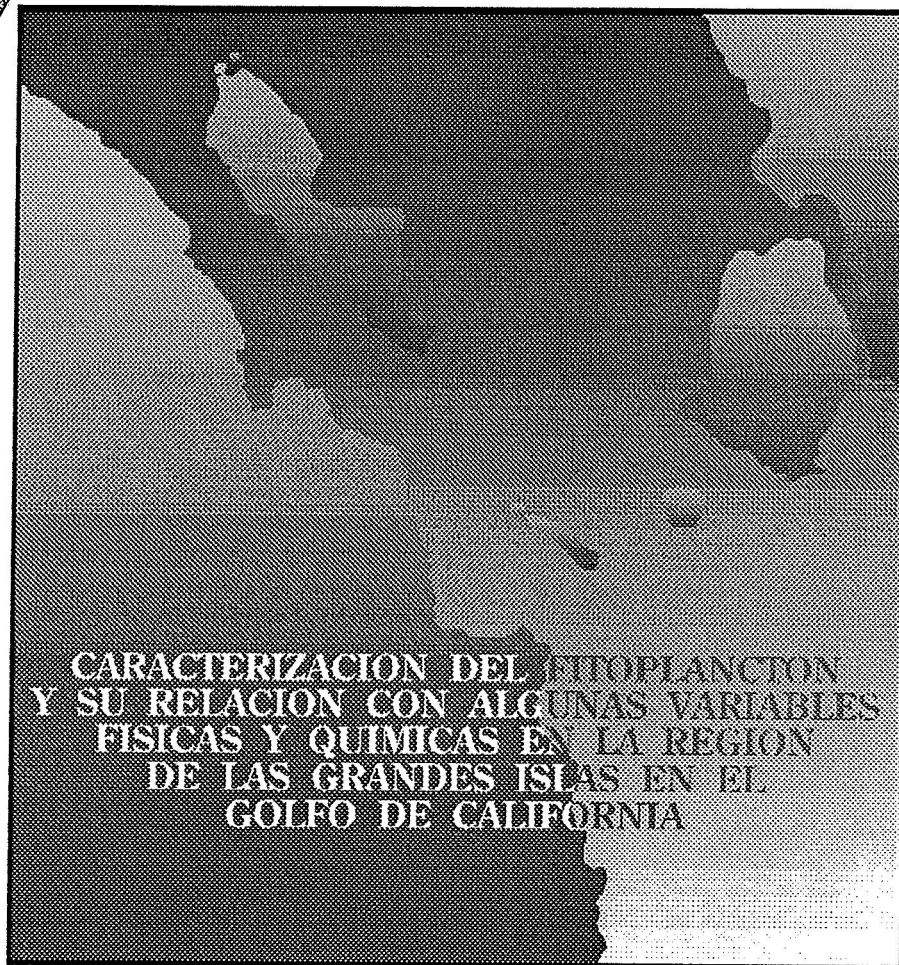 CARACTERIZACION DEL FITOPLANCTON
Y SU RELACION CON ALGUNAS VARIABLES
FISICAS Y QUIMICAS EN LA REGION
DE LAS GRANDES ISLAS EN EL
GOLFO DE CALIFORNIA